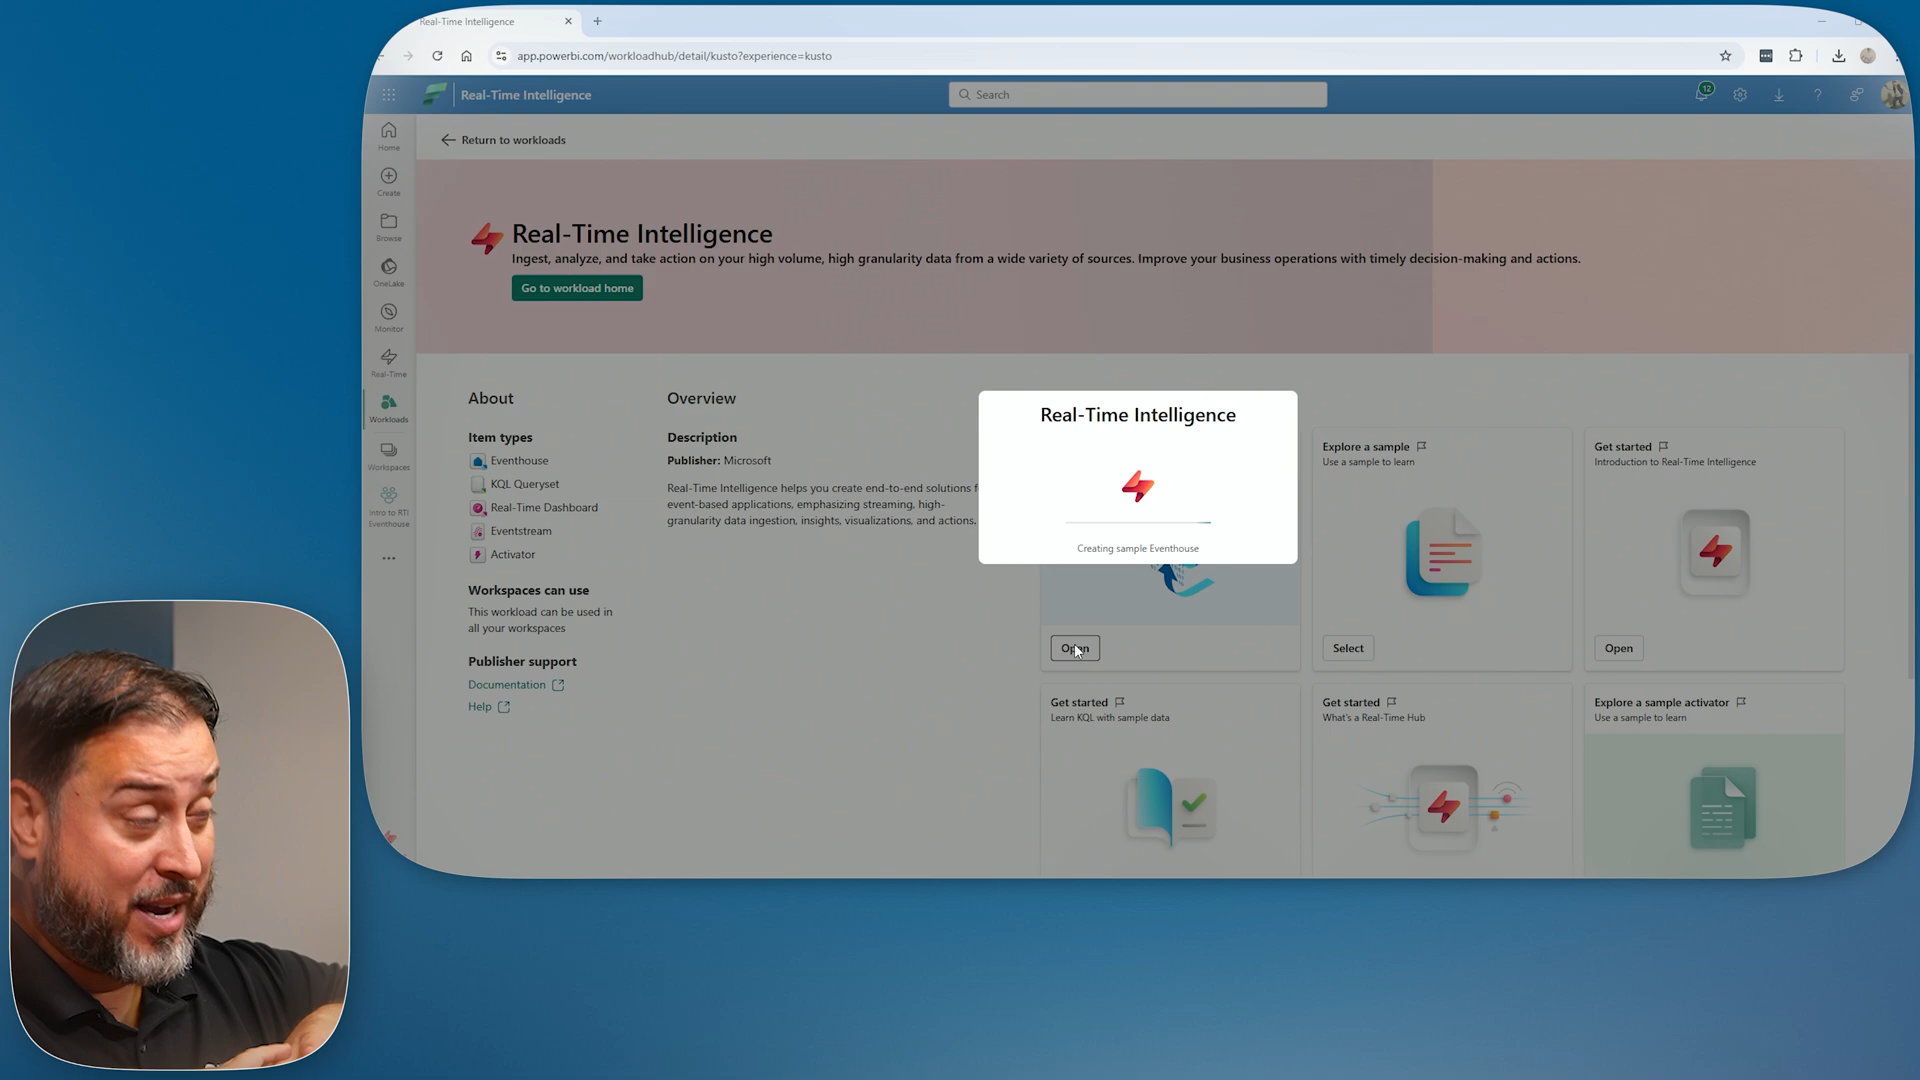 Real-Time Intelligence
app.powerbi.com/workloadhub/detail/kusto?experience=kusto
Real-Time Intelligence
Search
12
Home
Create
Browse
OneLake
Monitor
Real-Time
Workloads
Workspaces
Intro to RTI
Eventhouse
Return to workloads
Real-Time Intelligence
Ingest, analyze, and take action on your high volume, high granularity data from a wide variety of sources. Improve your business operations with timely decision-making and actions.
Go to workload home
About
Item types
Eventhouse
KQL Queryset
Real-Time Dashboard
Eventstream
Activator
Workspaces can use
This workload can be used in
all your workspaces
Publisher support
Documentation
Help
Overview
Description
Publisher: Microsoft
Real-Time Intelligence helps you create end-to-end solutions f
event-based applications, emphasizing streaming, high-
granularity data ingestion, insights, visualizations, and actions.
Real-Time Intelligence
Creating sample Eventhouse
Open
Explore a sample
Use a sample to learn
Select
Get started
Introduction to Real-Time Intelligence
Open
Get started
Learn KQL with sample data
Get started
What's a Real-Time Hub
Explore a sample activator
Use a sample to learn